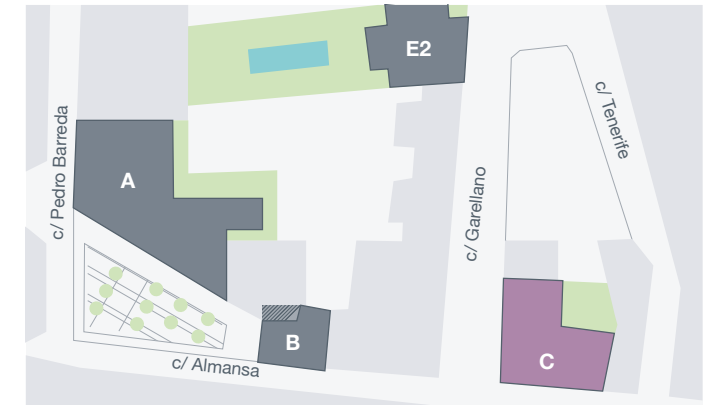 E2
c/ Tenerife
c/ Pedro Barreda
A
c/ Garellano
B
C
c/ Almansa